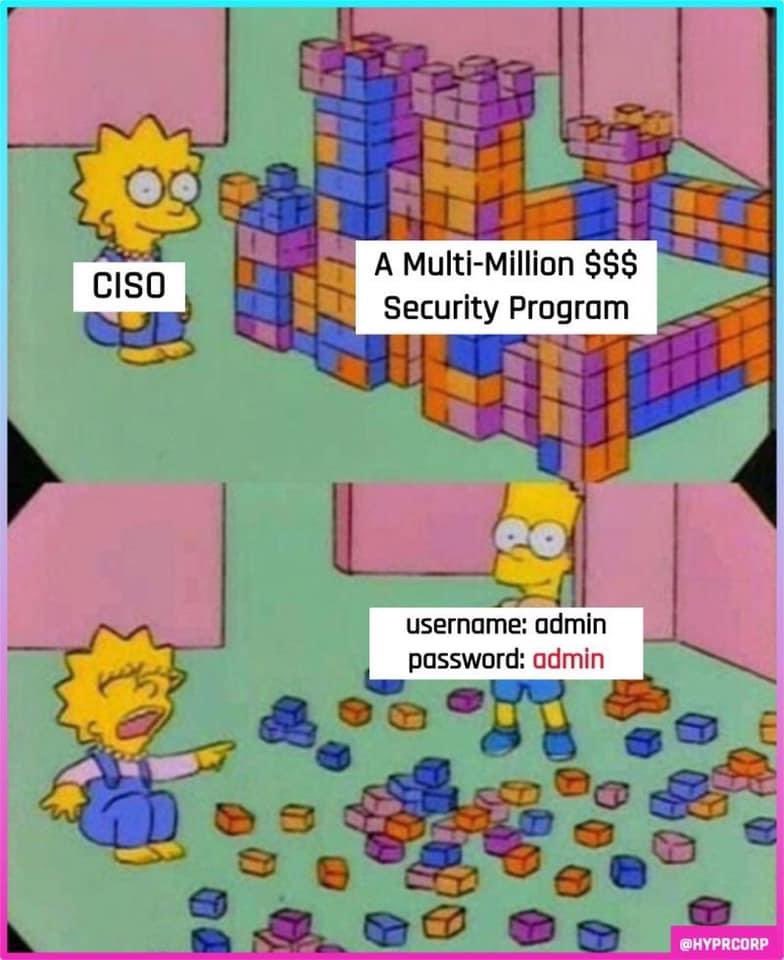 CISO
A Multi-Million $$$
Security Program
username: admin
password: admin
@HYPRCORP